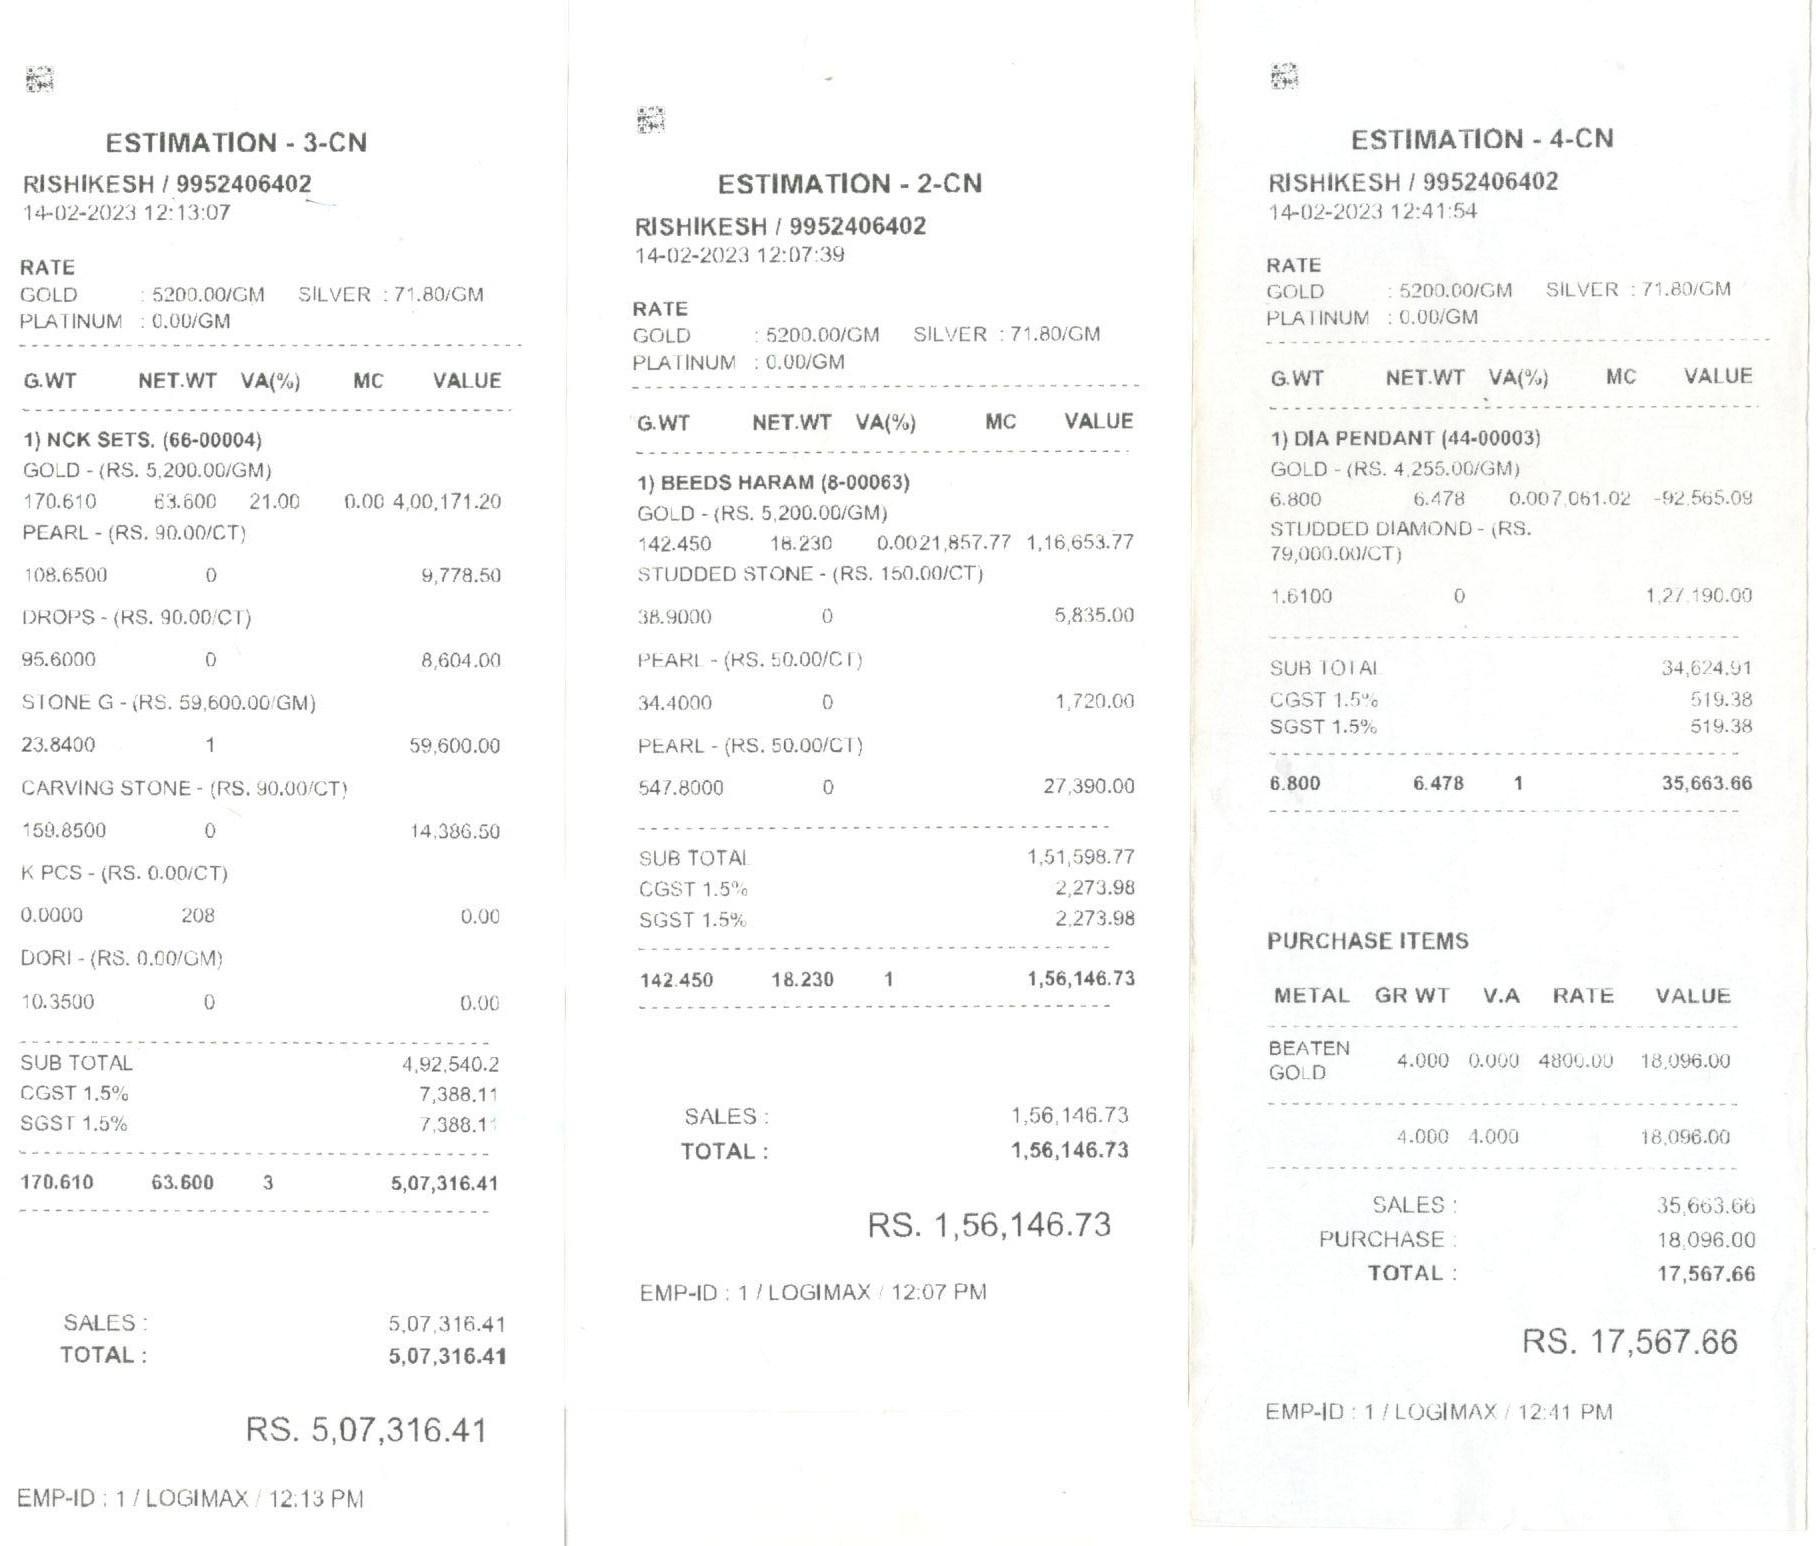 ESTIMATION - 3-CN
RISHIKESH / 9952406402
14-02-2023 12:13:07
RATE
GOLD : 5200.00/GM SILVER : 71.80/GM
PLATINUM : 0.00/GM
G.WT NET.WT VA(%) MC VALUE
1) NCK SETS. (66-00004)
GOLD - (RS. 5,200.00/GM)
170.610 63.600 21.00 0.00 4,00,171.20
PEARL - (RS. 90.00/CT)
108.6500 0 9,778.50
DROPS - (RS. 90.00/CT)
95.6000 0 8,604.00
STONE G - (RS. 59,600.00/GM)
23.8400 1 59,600.00
CARVING STONE - (RS. 90.00/CT)
159.8500 0 14,386.50
K PCS - (RS. 0.00/CT)
0.0000 208 0.00
DORI - (RS. 0.00/GM)
10.3500 0 0.00
SUB TOTAL 4,92,540.2
CGST 1.5% 7,388.11
SGST 1.5% 7,388.11
170.610 63.600 3 5,07,316.41
SALES : 5,07,316.41
TOTAL : 5,07,316.41
RS. 5,07,316.41
EMP-ID : 1 / LOGIMAX / 12:13 PM
ESTIMATION - 2-CN
RISHIKESH / 9952406402
14-02-2023 12:07:39
RATE
GOLD : 5200.00/GM SILVER : 71.80/GM
PLATINUM : 0.00/GM
G.WT NET.WT VA(%) MC VALUE
1) BEEDS HARAM (8-00063)
GOLD - (RS. 5,200.00/GM)
142.450 18.230 0.0021,857.77 1,16,653.77
STUDDED STONE - (RS. 150.00/CT)
38.9000 0 5,835.00
PEARL - (RS. 50.00/CT)
34.4000 0 1,720.00
PEARL - (RS. 50.00/CT)
547.8000 0 27,390.00
SUB TOTAL 1,51,598.77
CGST 1.5% 2,273.98
SGST 1.5% 2,273.98
142.450 18.230 1 1,56,146.73
SALES : 1,56,146.73
TOTAL : 1,56,146.73
RS. 1,56,146.73
EMP-ID : 1 / LOGIMAX / 12:07 PM
ESTIMATION - 4-CN
RISHIKESH / 9952406402
14-02-2023 12:41:54
RATE
GOLD : 5200.00/GM SILVER : 71.80/GM
PLATINUM : 0.00/GM
G.WT NET.WT VA(%) MC VALUE
1) DIA PENDANT (44-00003)
GOLD - (RS. 4,255.00/GM)
6.800 6.478 0.007,061.02 -92,565.09
STUDDED DIAMOND - (RS.
79,000.00/CT)
1.6100 0 1,27,190.00
SUB TOTAL 34,624.91
CGST 1.5% 519.38
SGST 1.5% 519.38
6.800 6.478 1 35,663.66
PURCHASE ITEMS
METAL GR WT V.A RATE VALUE
BEATEN
GOLD 4.000 0.000 4800.00 18,096.00
4.000 4.000 18,096.00
SALES : 35,663.66
PURCHASE : 18,096.00
TOTAL : 17,567.66
RS. 17,567.66
EMP-ID : 1 / LOGIMAX / 12:41 PM